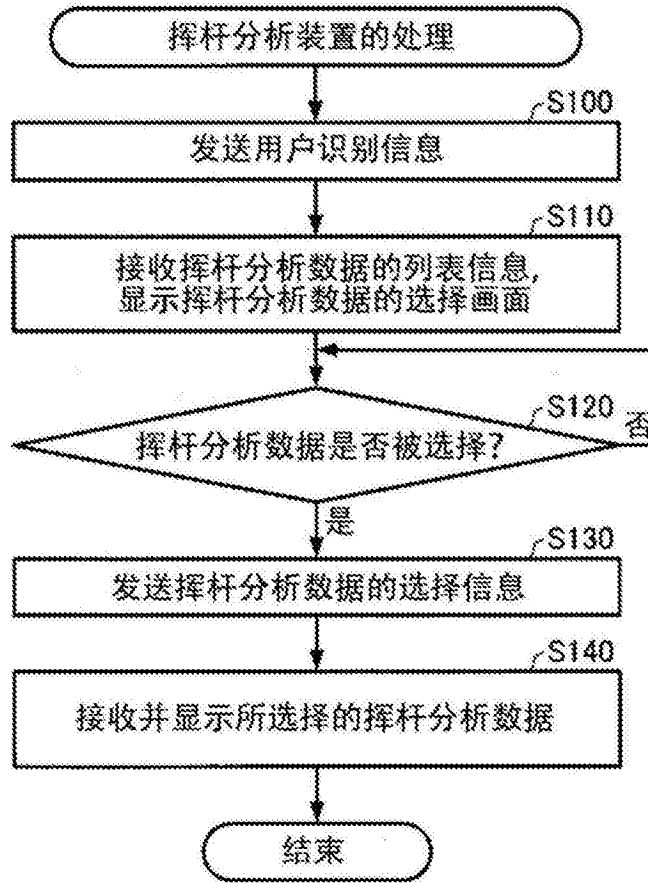 挥杆分析装置的处理
S100
发送用户识别信息
S110
接收挥杆分析数据的列表信息,
显示挥杆分析数据的选择画面
S120
挥杆分析数据是否被选择?
否
是
S130
发送挥杆分析数据的选择信息
S140
接收并显示所选择的挥杆分析数据
结束